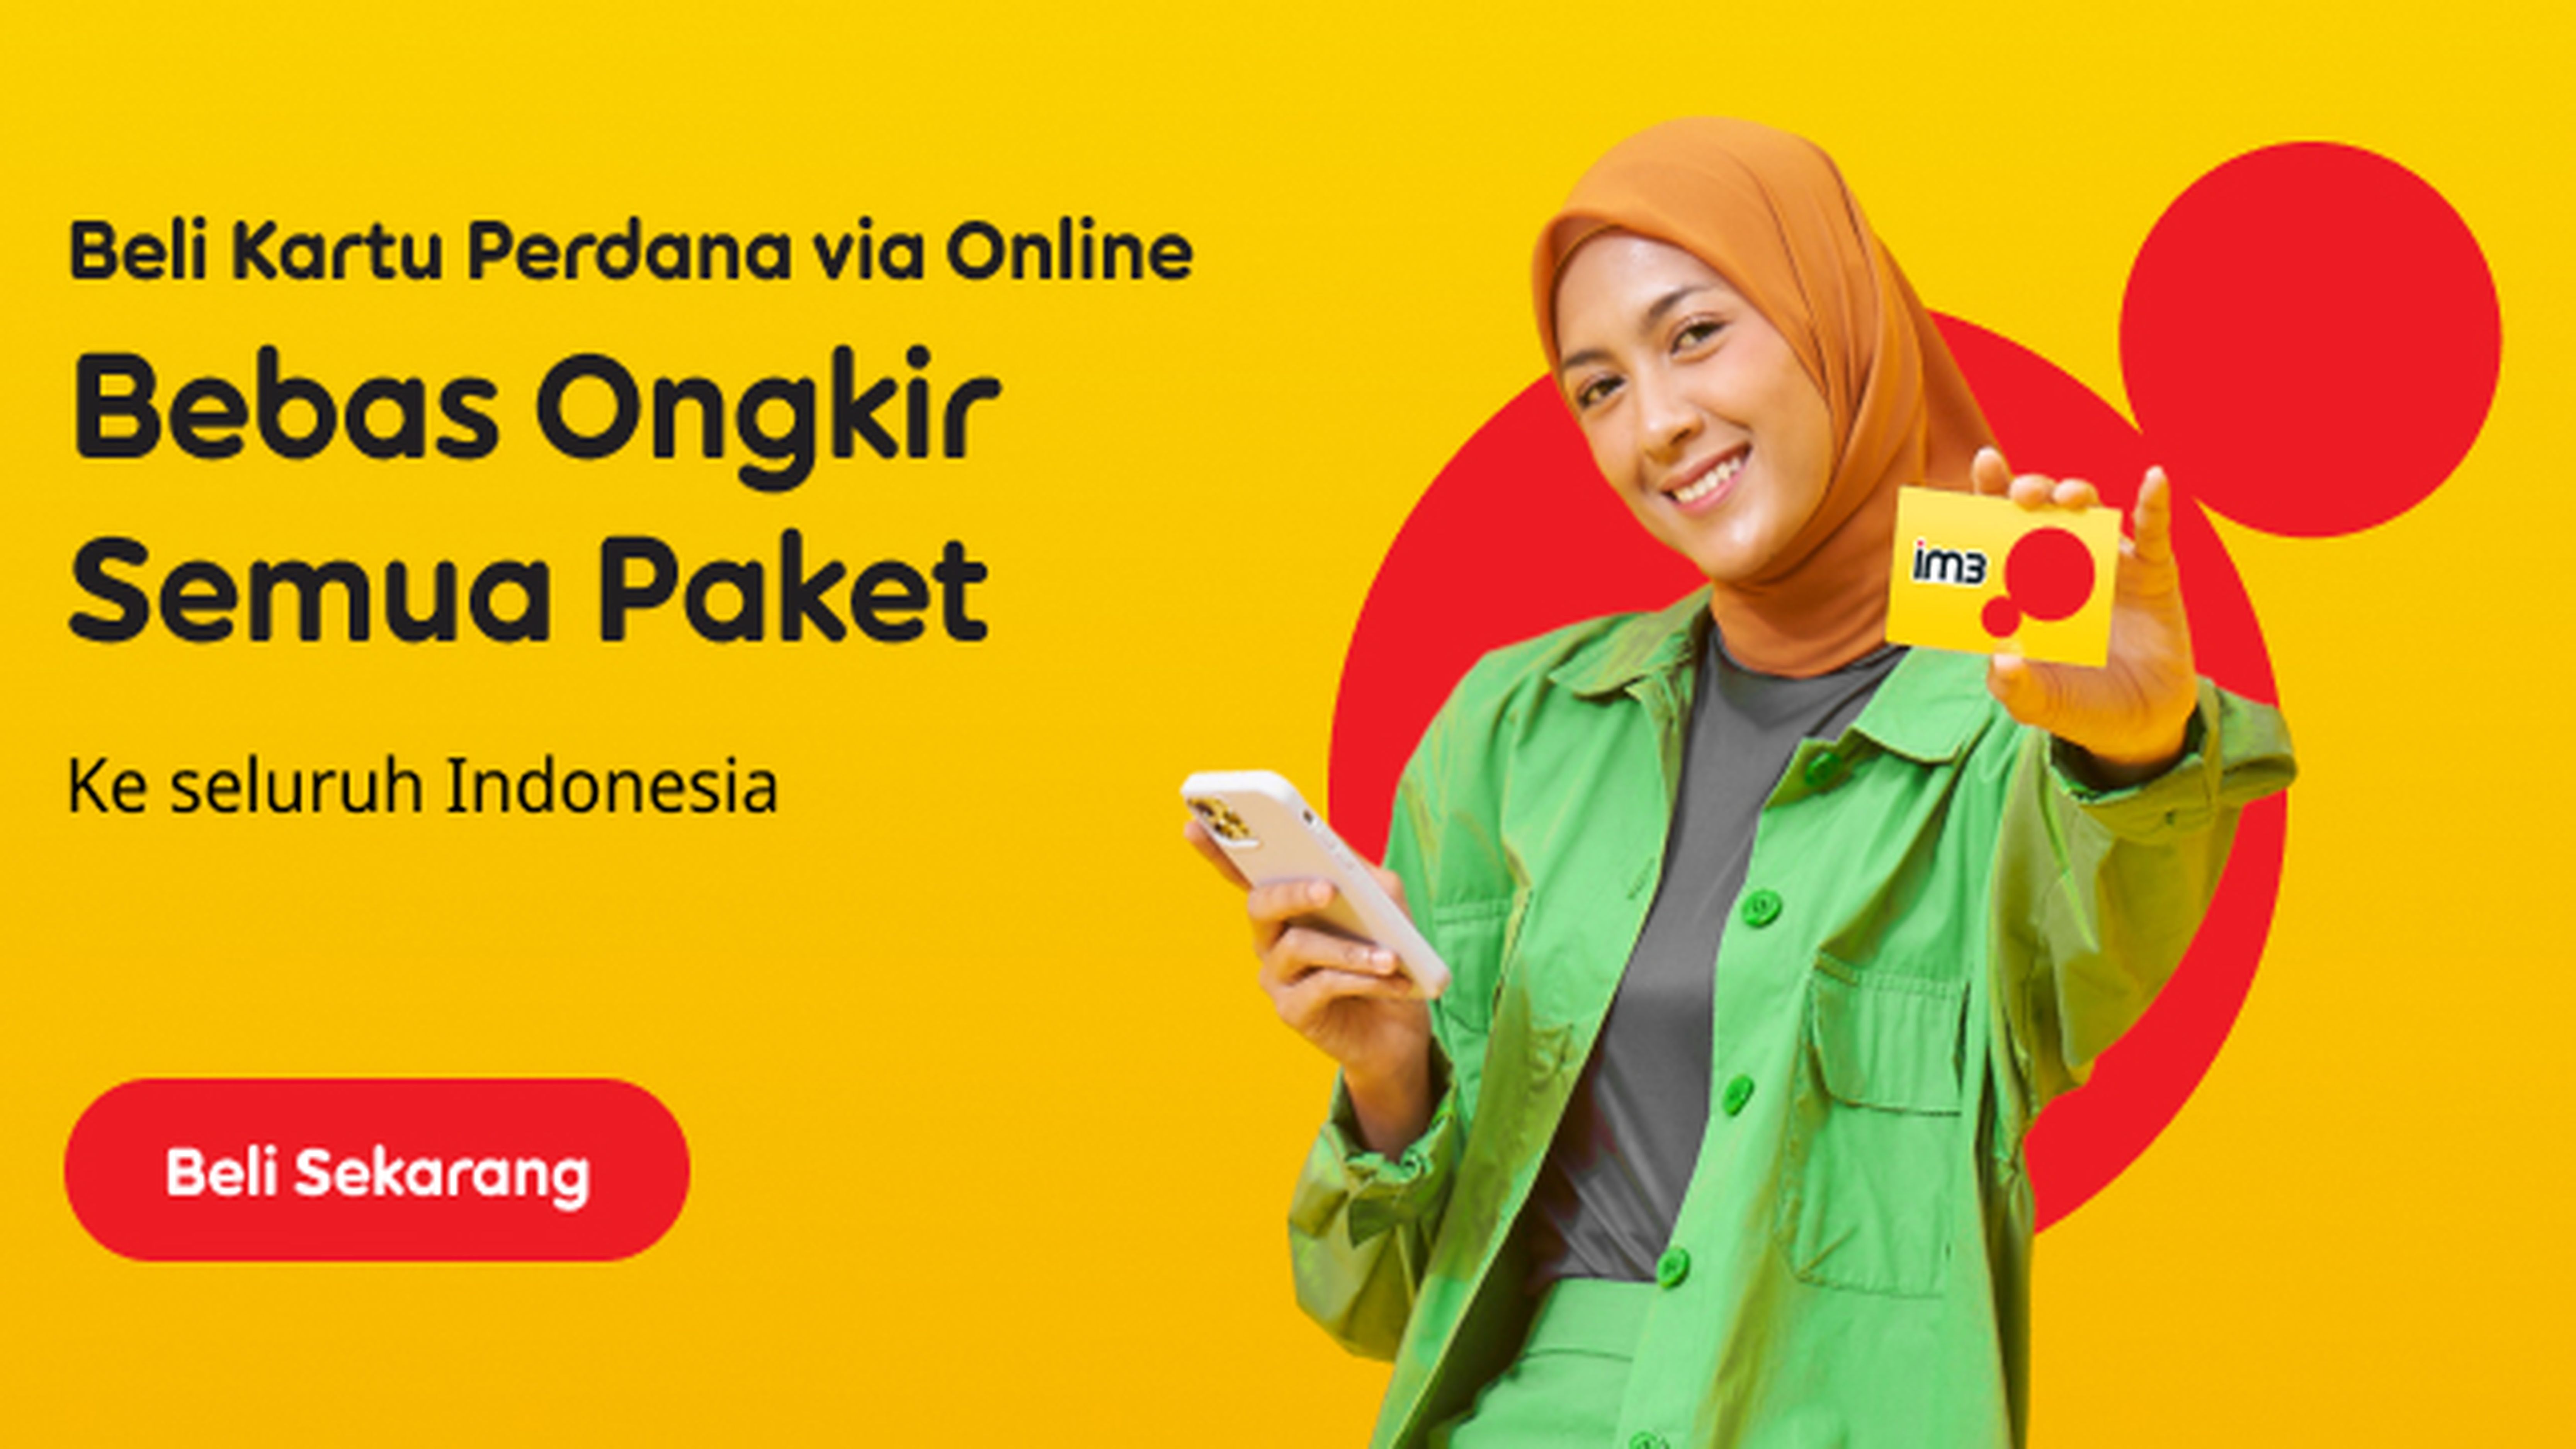 Beli Kartu Perdana via Online
Bebas Ongkir
Semua Paket
Ke seluruh Indonesia
im3
Beli Sekarang